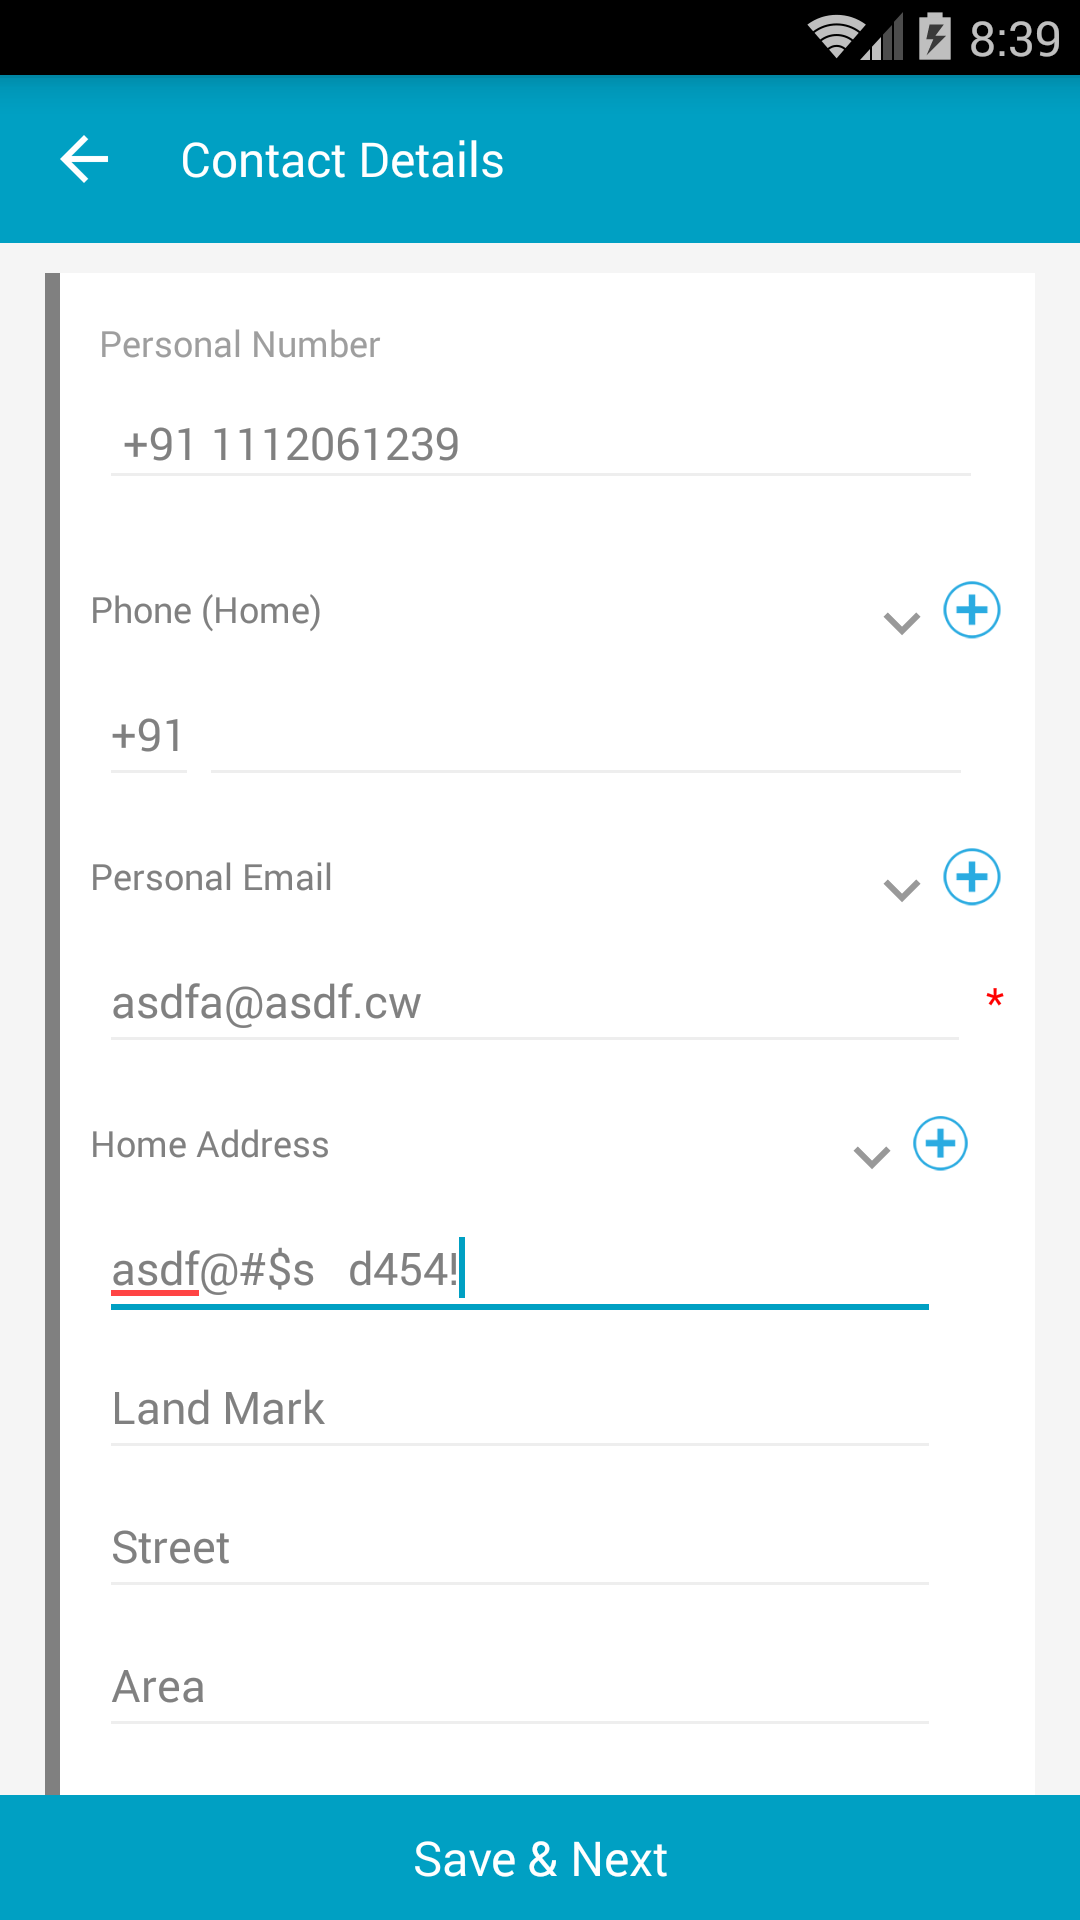 8:39
Contact Details
Personal Number
+91 1112061239
Phone (Home)
+91
Personal Email
asdfa@asdf.cw
*
Home Address
asdf@#$s   d454!
Land Mark
Street
Area
Save & Next